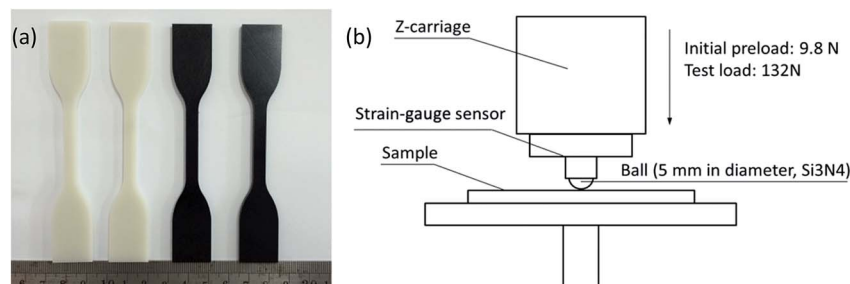 (a)
(b)
Z-carriage
Initial preload: 9.8 N
Test load: 132N
Strain-gauge sensor
Sample
Ball (5 mm in diameter, Si3N4)